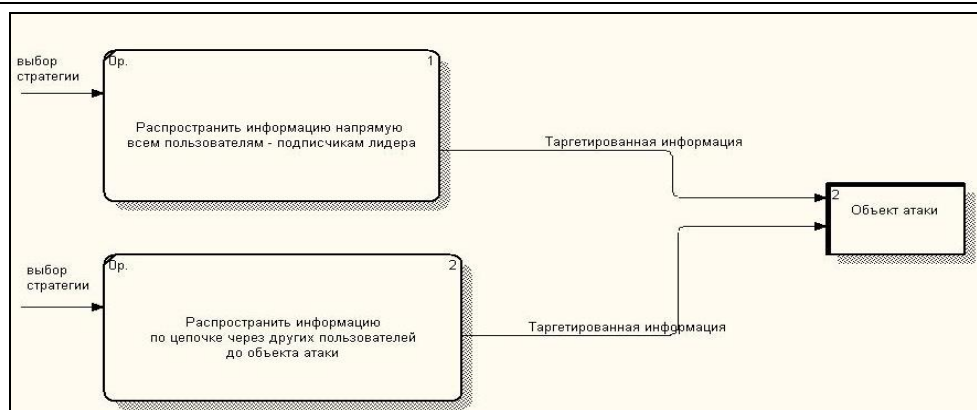 выбор
стратегии
0р.
1
Распространить информацию напрямую
всем пользователям - подписчикам лидера
Таргетированная информация
2
Объект атаки
выбор
стратегии
0р.
2
Распространить информацию
по цепочке через других пользователей
до объекта атаки
Таргетированная информация